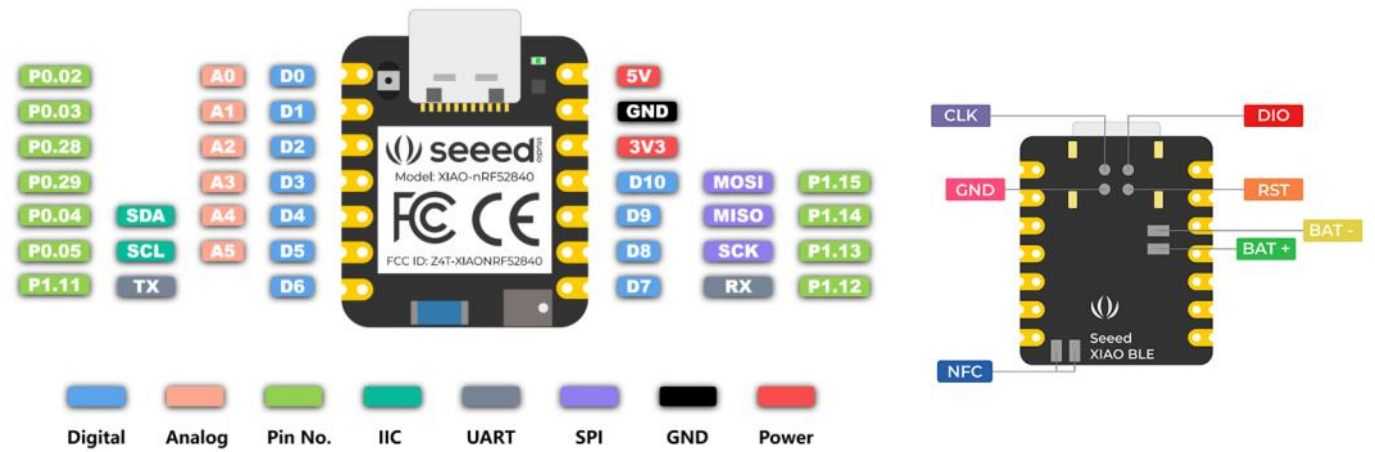 P0.02 A0 D0 5V
P0.03 A1 D1 GND
P0.28 A2 D2 3V3
P0.29 A3 D3 D10 MOSI P1.15
P0.04 SDA A4 D4 D9 MISO P1.14
P0.05 SCL A5 D5 D8 SCK P1.13
P1.11 TX D6 D7 RX P1.12
seeed studio
Model: XIAO-nRF52840
FC CE
FCC ID: Z4T-XIAONRF52840
Digital Analog Pin No. IIC UART SPI GND Power
CLK DIO
GND RST
BAT -
BAT +
Seeed
XIAO BLE
NFC